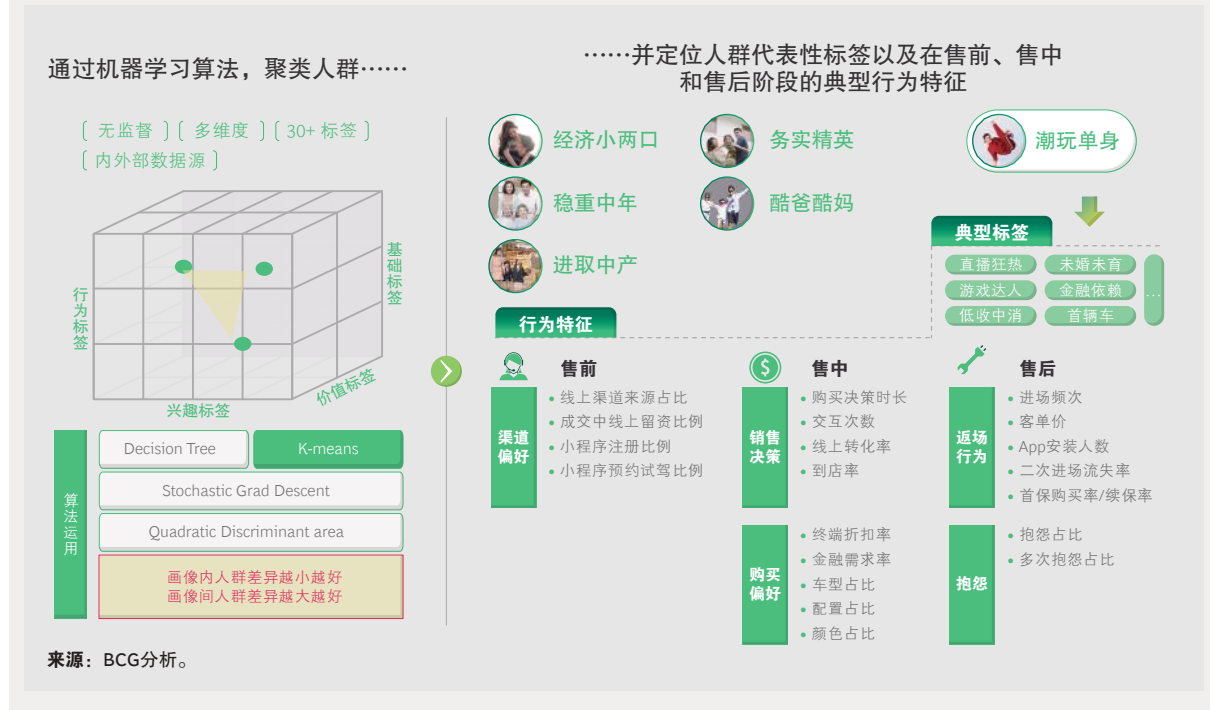 通过机器学习算法，聚类人群……
［无监督］［多维度］［30+ 标签］
［内外部数据源］
行为标签
基础标签
价值标签
兴趣标签
算法运用
Decision Tree
K-means
Stochastic Grad Descent
Quadratic Discriminant area
画像内人群差异越小越好
画像间人群差异越大越好
……并定位人群代表性标签以及在售前、售中
和售后阶段的典型行为特征
经济小两口
务实精英
潮玩单身
稳重中年
酷爸酷妈
进取中产
典型标签
直播狂热
未婚未育
游戏达人
金融依赖
…
低收中消
首辆车
行为特征
售前
渠道
偏好
• 线上渠道来源占比
• 成交中线上留资比例
• 小程序注册比例
• 小程序预约试驾比例
$
售中
销售
决策
• 购买决策时长
• 交互次数
• 线上转化率
• 到店率
购买
偏好
• 终端折扣率
• 金融需求率
• 车型占比
• 配置占比
• 颜色占比
售后
返场
行为
• 进场频次
• 客单价
• App安装人数
• 二次进场流失率
• 首保购买率/续保率
抱怨
• 抱怨占比
• 多次抱怨占比
来源：BCG分析。